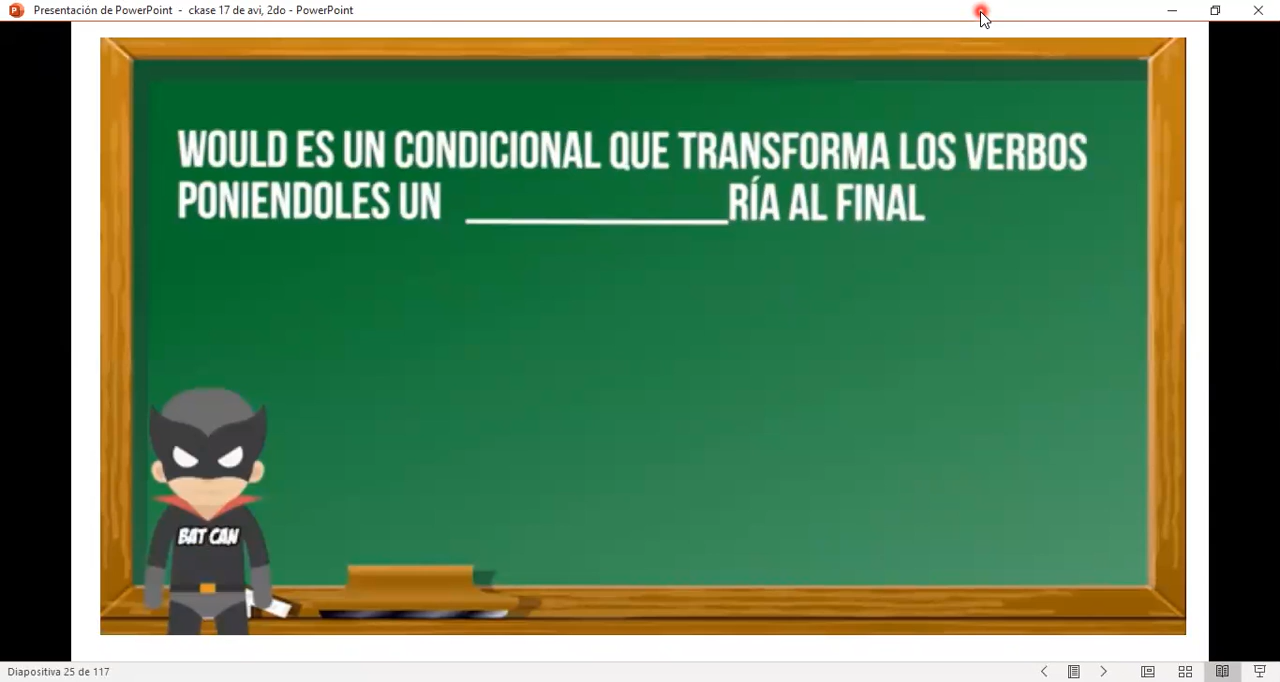 Presentación de PowerPoint - ckase 17 de avi, 2do - PowerPoint
WOULD ES UN CONDICIONAL QUE TRANSFORMA LOS VERBOS
PONIENDOLES UN ______________RÍA AL FINAL
BAT CAN
Diapositiva 25 de 117